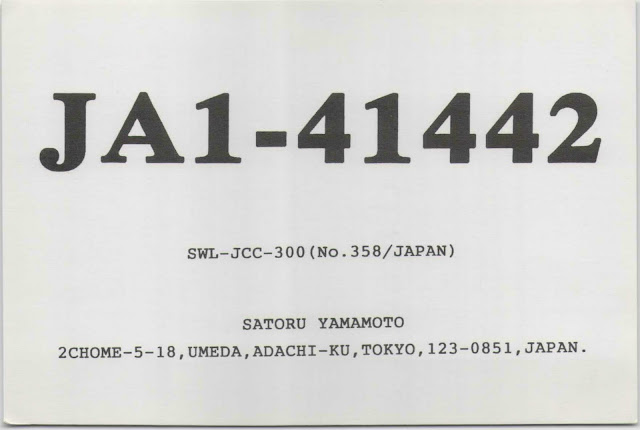 JA1-41442
SWL-JCC-300(No.358/JAPAN)
SATORU YAMAMOTO
2CHOME-5-18,UMEDA,ADACHI-KU,TOKYO,123-0851,JAPAN.